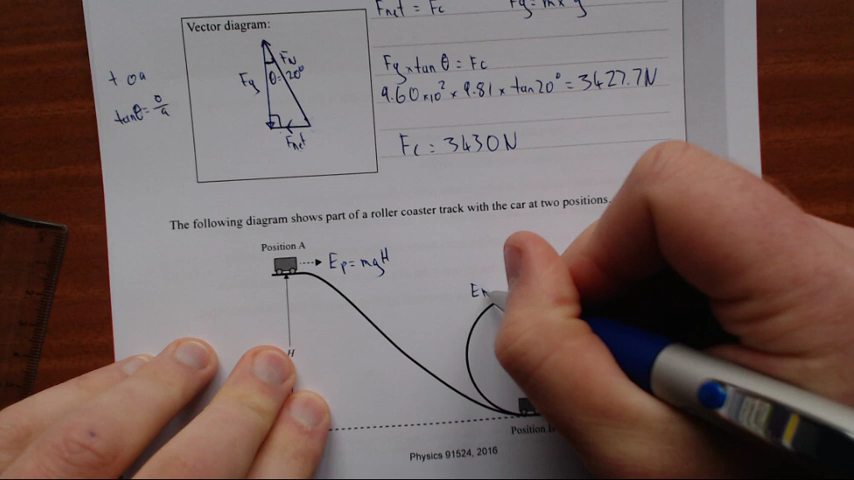 Fnet = Fc
Fg = m x g
Vector diagram:
FN
Fg
θ=20°
Fnet
t oa
tanθ = o/a
Fg x tan θ = Fc
9.60 x10² x 9.81 x tan20° = 3427.7N
Fc = 3430N
The following diagram shows part of a roller coaster track with the car at two positions.
Position A
Ep = mgH
H
Position
Physics 91524, 2016